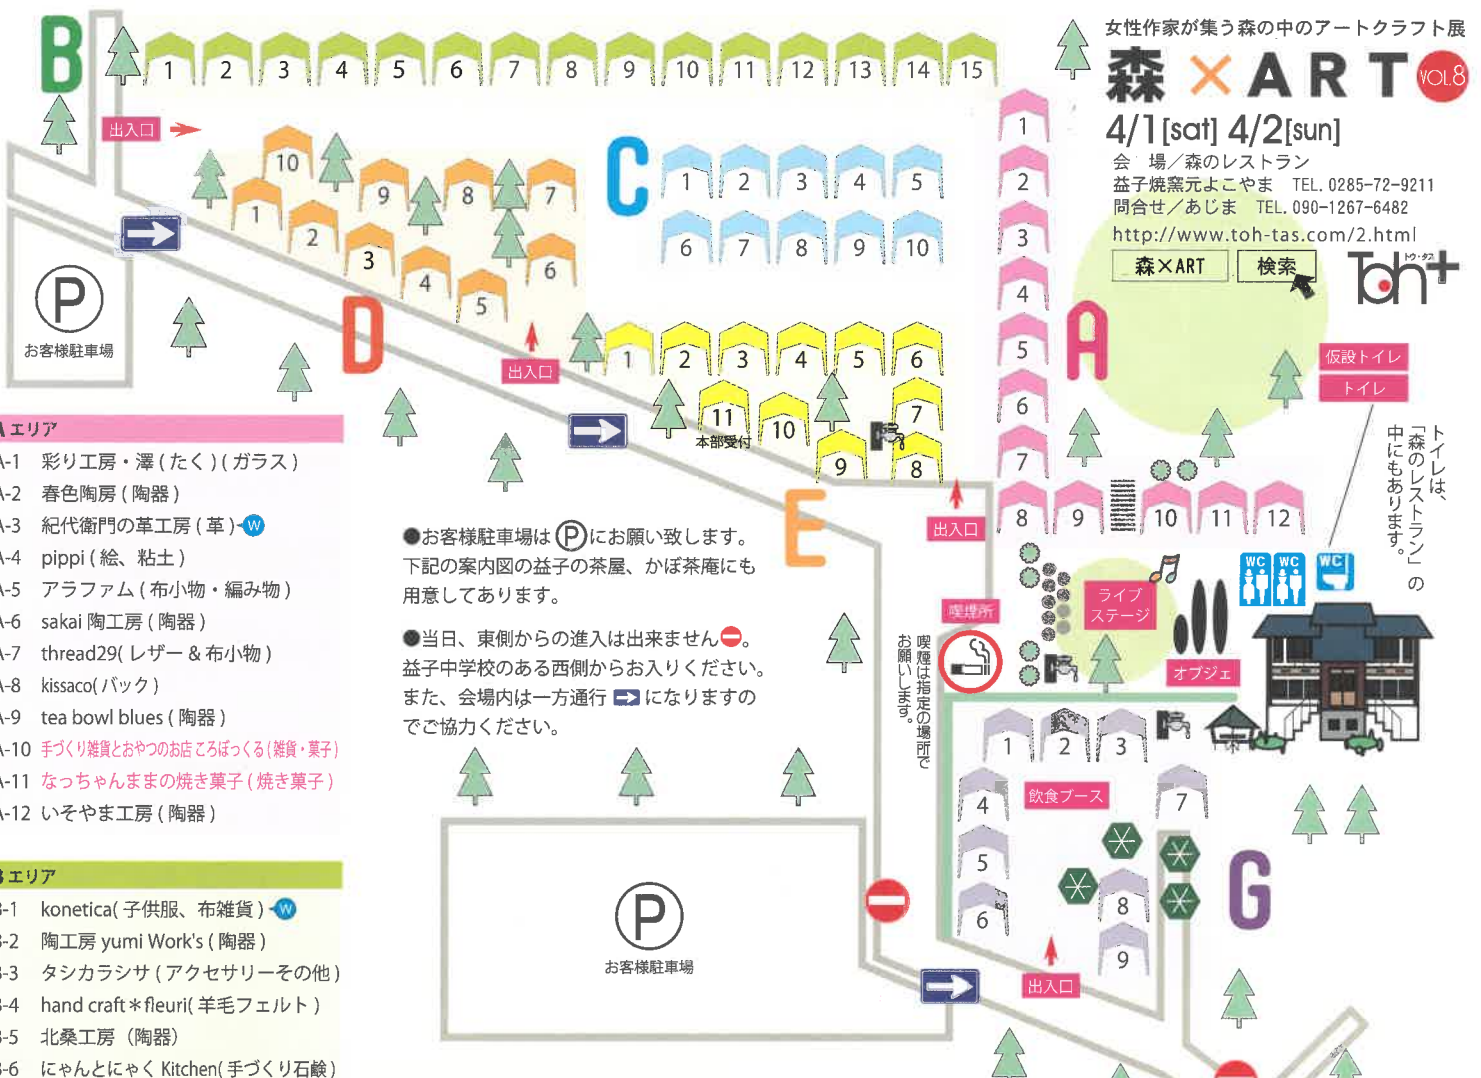 女性作家が集う森の中のアートクラフト展
森×ART VOL.8
4/1[sat] 4/2[sun]
会 場／森のレストラン
益子焼窯元よこやま TEL. 0285-72-9211
問合せ／あじま TEL. 090-1267-6482
http://www.toh-tas.com/2.html
森×ART 検索
トウ・タス
Toh+
B
1 2 3 4 5 6 7 8 9 10 11 12 13 14 15
出入口
C
1 2 3 4 5
6 7 8 9 10
D
10 9 8 7
1 2 3 4 5 6
出入口
P
お客様駐車場
A
1
2
3
4
5
6
7
8 9 10 11 12
仮設トイレ
トイレ
トイレは、
「森のレストラン」の
中にもあります。
E
1 2 3 4 5 6
11 10 7
本部受付
9 8
出入口
WC WC WC
ライブ
ステージ
オブジェ
喫煙所
喫煙は指定の場所で
お願いします。
●お客様駐車場はⓅにお願い致します。
下記の案内図の益子の茶屋、かぼ茶庵にも
用意してあります。
●当日、東側からの進入は出来ません⛔。
益子中学校のある西側からお入りください。
また、会場内は一方通行➡になりますの
でご協力ください。
G
1 2 3
4 飲食ブース 7
5
6 8
9
出入口
P
お客様駐車場
Aエリア
A-1 彩り工房・澤(たく)(ガラス)
A-2 春色陶房(陶器)
A-3 紀代衛門の革工房(革) W
A-4 pippi(絵、粘土)
A-5 アラファム(布小物・編み物)
A-6 sakai 陶工房(陶器)
A-7 thread29(レザー&布小物)
A-8 kissaco(バック)
A-9 tea bowl blues(陶器)
A-10 手づくり雑貨とおやつのお店 ころぽっくる(雑貨・菓子)
A-11 なっちゃんままの焼き菓子(焼き菓子)
A-12 いそやま工房(陶器)
Bエリア
B-1 konetica(子供服、布雑貨) W
B-2 陶工房 yumi Work's(陶器)
B-3 タシカラシサ(アクセサリーその他)
B-4 hand craft＊fleuri(羊毛フェルト)
B-5 北桑工房（陶器）
B-6 にゃんとにゃく Kitchen(手づくり石鹸)